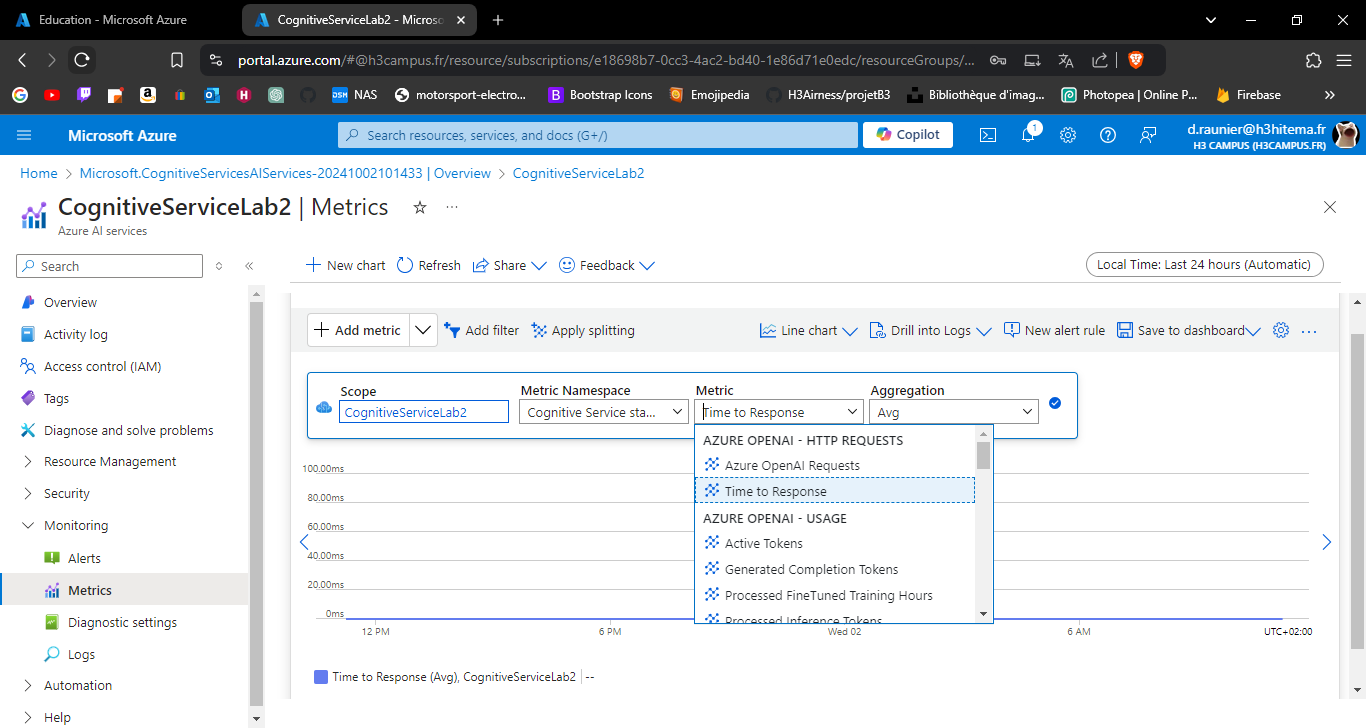 Education - Microsoft Azure
CognitiveServiceLab2 - Microso
portal.azure.com/#@h3campus.fr/resource/subscriptions/e18698b7-0cc3-4ac2-bd40-1e86d71e0edc/resourceGroups/...
NAS
motorsport-electro...
Bootstrap Icons
Emojipedia
H3Airness/projetB3
Bibliothèque d'imag...
Photopea | Online P...
Firebase
Microsoft Azure
Search resources, services, and docs (G+/)
Copilot
1
d.raunier@h3hitema.fr
H3 CAMPUS (H3CAMPUS.FR)
Home > Microsoft.CognitiveServicesAIServices-20241002101433 | Overview > CognitiveServiceLab2
CognitiveServiceLab2 | Metrics
Azure AI services
Search
New chart
Refresh
Share
Feedback
Local Time: Last 24 hours (Automatic)
Overview
Activity log
Access control (IAM)
Tags
Diagnose and solve problems
Resource Management
Security
Monitoring
Alerts
Metrics
Diagnostic settings
Logs
Automation
Help
Add metric
Add filter
Apply splitting
Line chart
Drill into Logs
New alert rule
Save to dashboard
Scope
CognitiveServiceLab2
Metric Namespace
Cognitive Service sta...
Metric
Time to Response
Aggregation
Avg
AZURE OPENAI - HTTP REQUESTS
Azure OpenAI Requests
Time to Response
AZURE OPENAI - USAGE
Active Tokens
Generated Completion Tokens
Processed FineTuned Training Hours
Processed Inference Tokens
100.00ms
80.00ms
60.00ms
40.00ms
20.00ms
0ms
12 PM
6 PM
Wed 02
6 AM
UTC+02:00
Time to Response (Avg), CognitiveServiceLab2
--